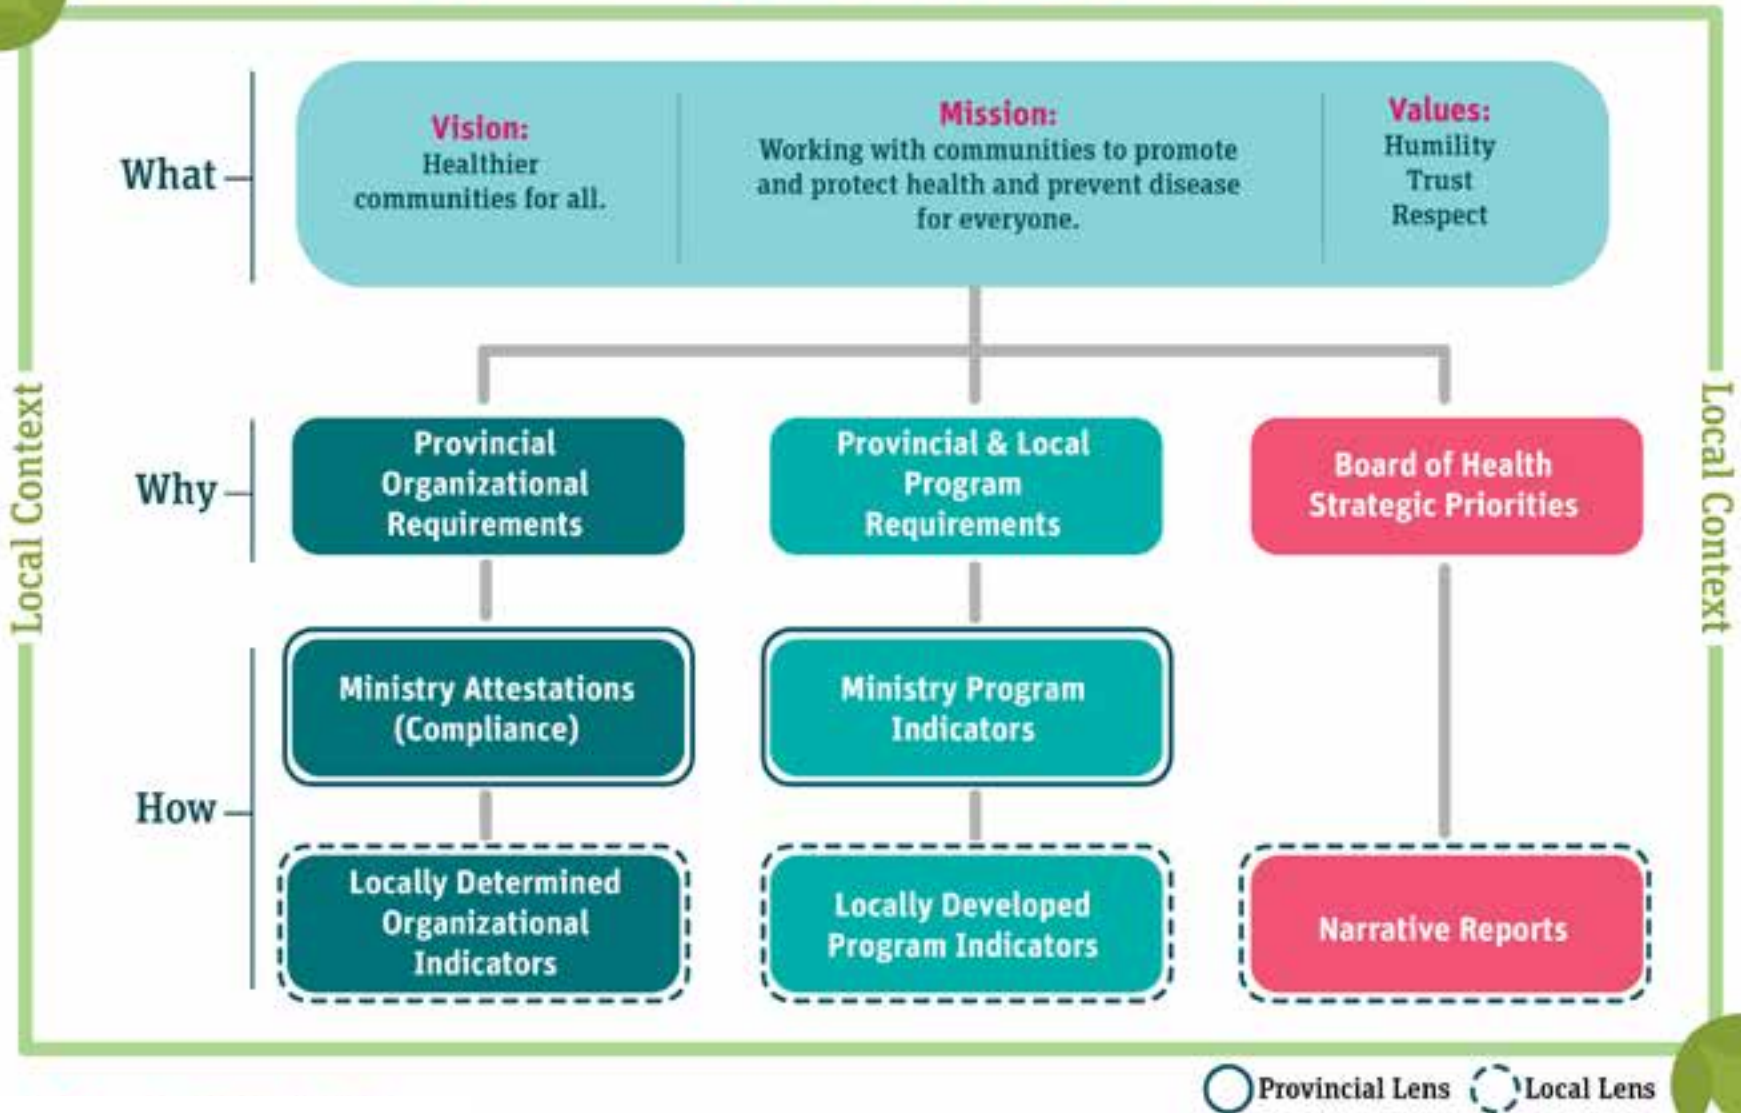 What
Vision:
Healthier
communities for all.
Mission:
Working with communities to promote
and protect health and prevent disease
for everyone.
Values:
Humility
Trust
Respect
Local Context
Local Context
Why
Provincial
Organizational
Requirements
Provincial & Local
Program
Requirements
Board of Health
Strategic Priorities
How
Ministry Attestations
(Compliance)
Ministry Program
Indicators
Locally Determined
Organizational
Indicators
Locally Developed
Program Indicators
Narrative Reports
Provincial Lens
Local Lens